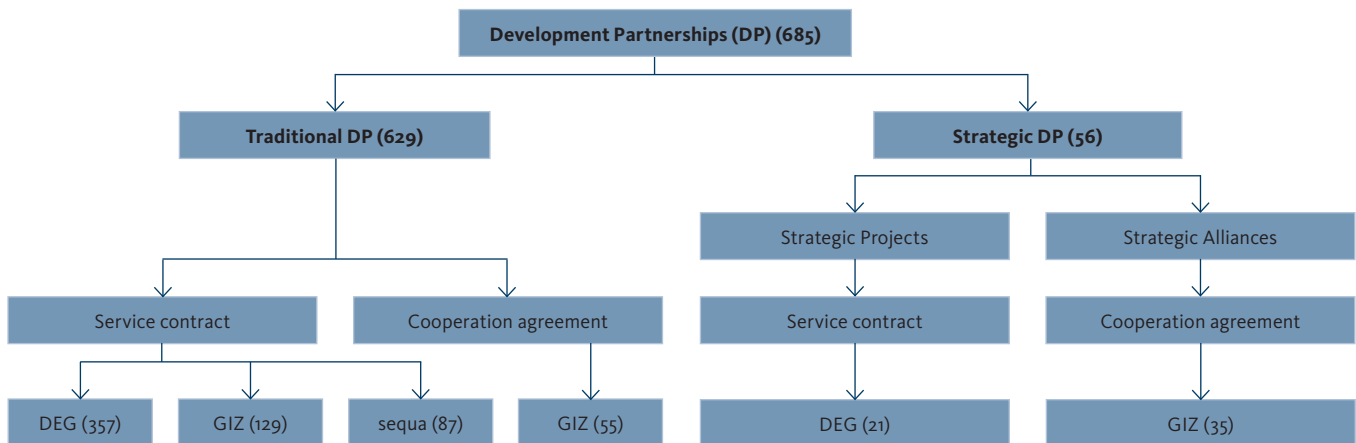 Development Partnerships (DP) (685)
Traditional DP (629)
Strategic DP (56)
Strategic Projects
Strategic Alliances
Service contract
Cooperation agreement
Service contract
Cooperation agreement
DEG (357)
GIZ (129)
sequa (87)
GIZ (55)
DEG (21)
GIZ (35)